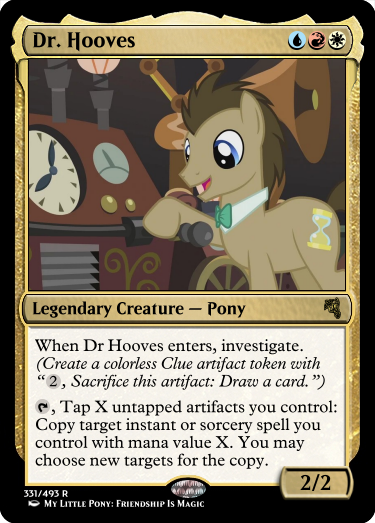 Dr. Hooves
Legendary Creature — Pony
When Dr Hooves enters, investigate.
(Create a colorless Clue artifact token with
“2, Sacrifice this artifact: Draw a card.”)
, Tap X untapped artifacts you control:
Copy target instant or sorcery spell you
control with mana value X. You may
choose new targets for the copy.
2/2
331/493 R
My Little Pony: Friendship Is Magic